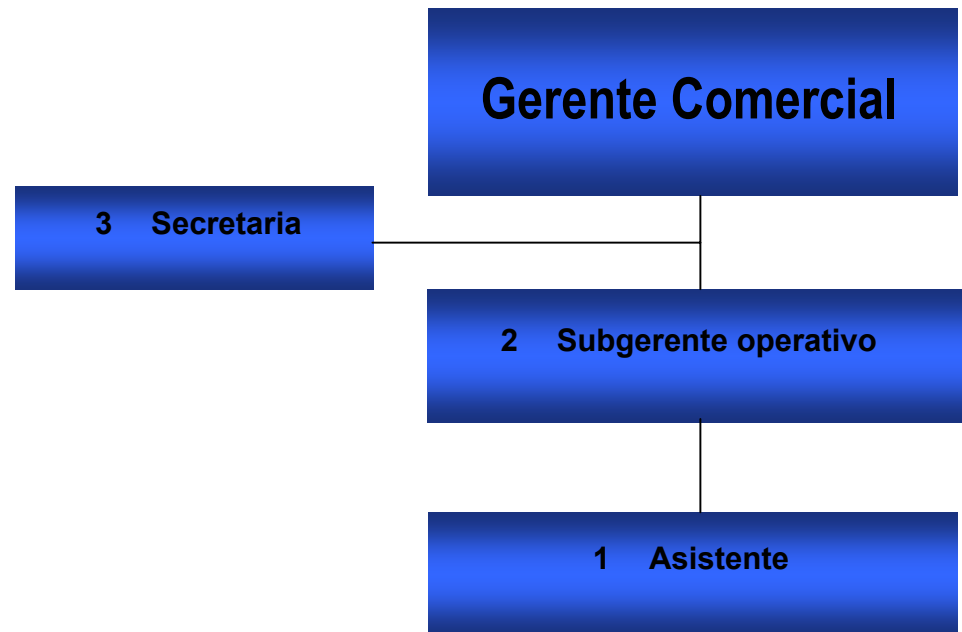 Gerente Comercial
3 Secretaria
2 Subgerente operativo
1 Asistente